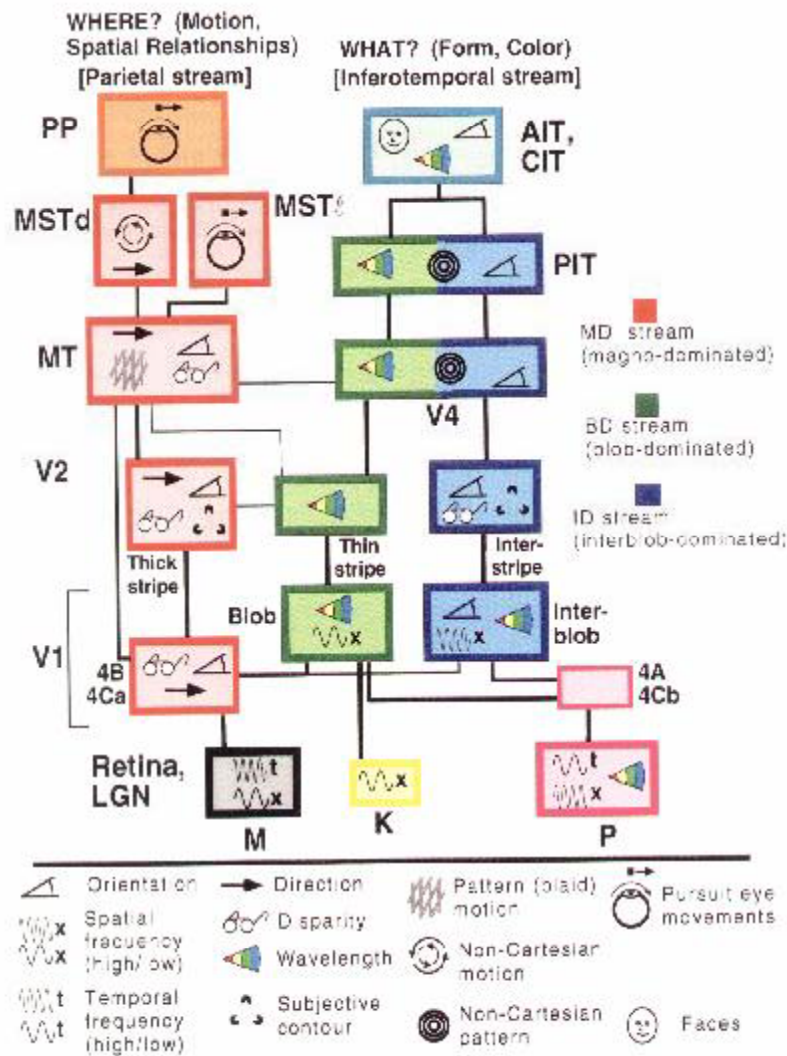 WHERE? (Motion,
Spatial Relationships)
[Parietal stream]
WHAT? (Form, Color)
[Inferotemporal stream]
PP
AIT,
CIT
MSTd
MST
PIT
MT
V4
MD stream
(magno-dominated)
BD stream
(blob-dominated)
ID stream
(interblob-dominated)
V2
Thick
stripe
Thin
stripe
Inter-
stripe
V1
Blob
x
x
Inter-
blob
4B
4Ca
4A
4Cb
Retina,
LGN
t
x
M
x
K
t
x
P
Orientation
Direction
Pattern (plaid)
motion
Pursuit eye
movements
x Spatial
frequency
x (high/low)
Disparity
Wavelength
Non-Cartesian
motion
t Temporal
frequency
t (high/low)
Subjective
contour
Non-Cartesian
pattern
Faces